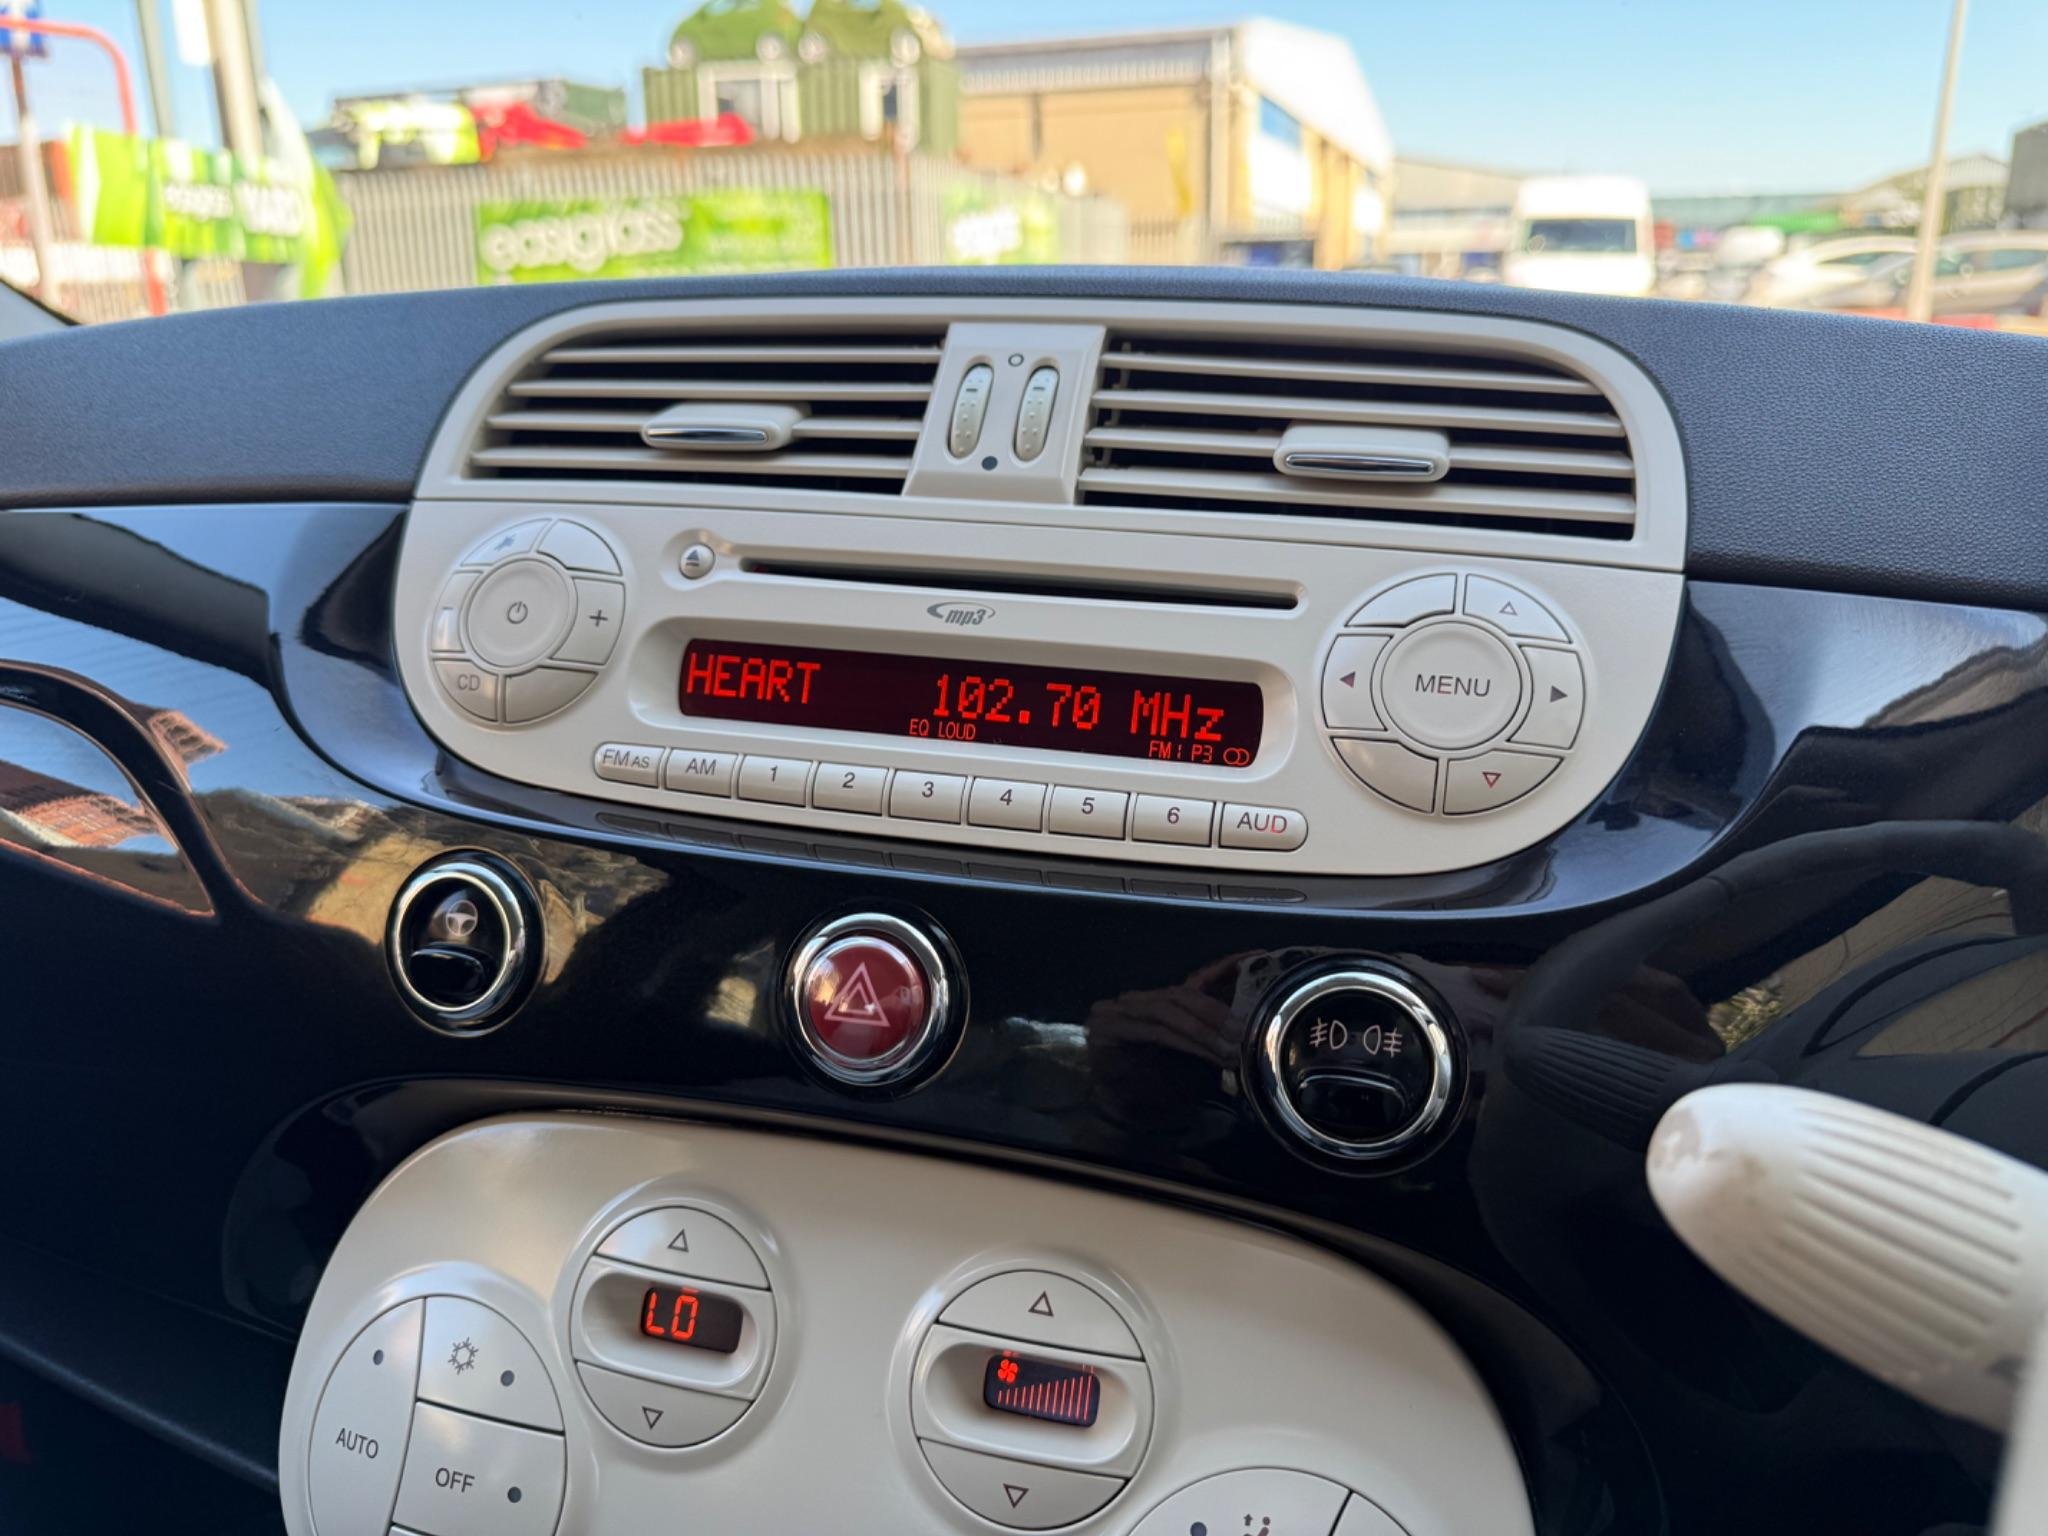 easiglass
mp3
HEART 102.70 MHz
EQ LOUD FM1 P3
CD
MENU
FM AS AM 1 2 3 4 5 6 AUD
LO
AUTO
OFF